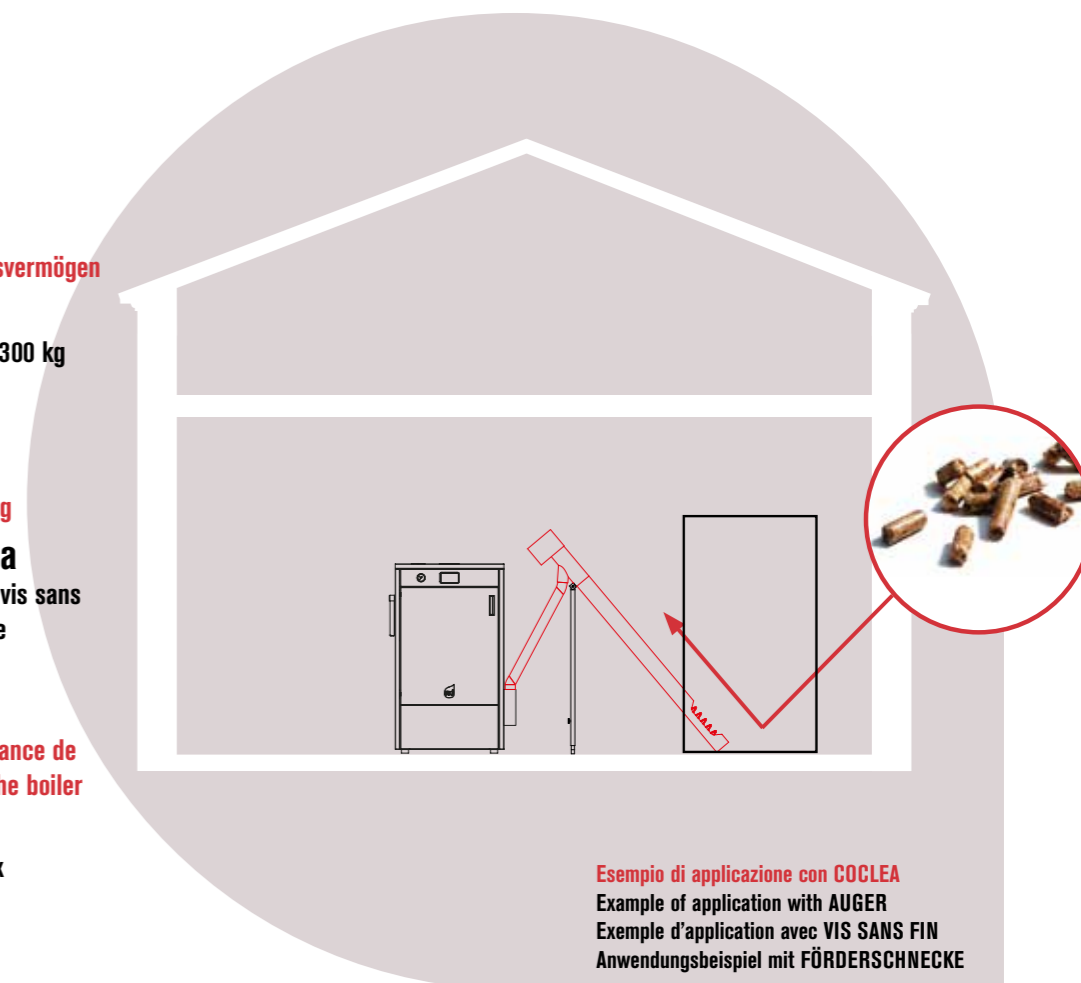 svermögen
300 kg
g
a
vis sans
e
ance de
he boiler
x
Esempio di applicazione con COCLEA
Example of application with AUGER
Exemple d'application avec VIS SANS FIN
Anwendungsbeispiel mit FÖRDERSCHNECKE